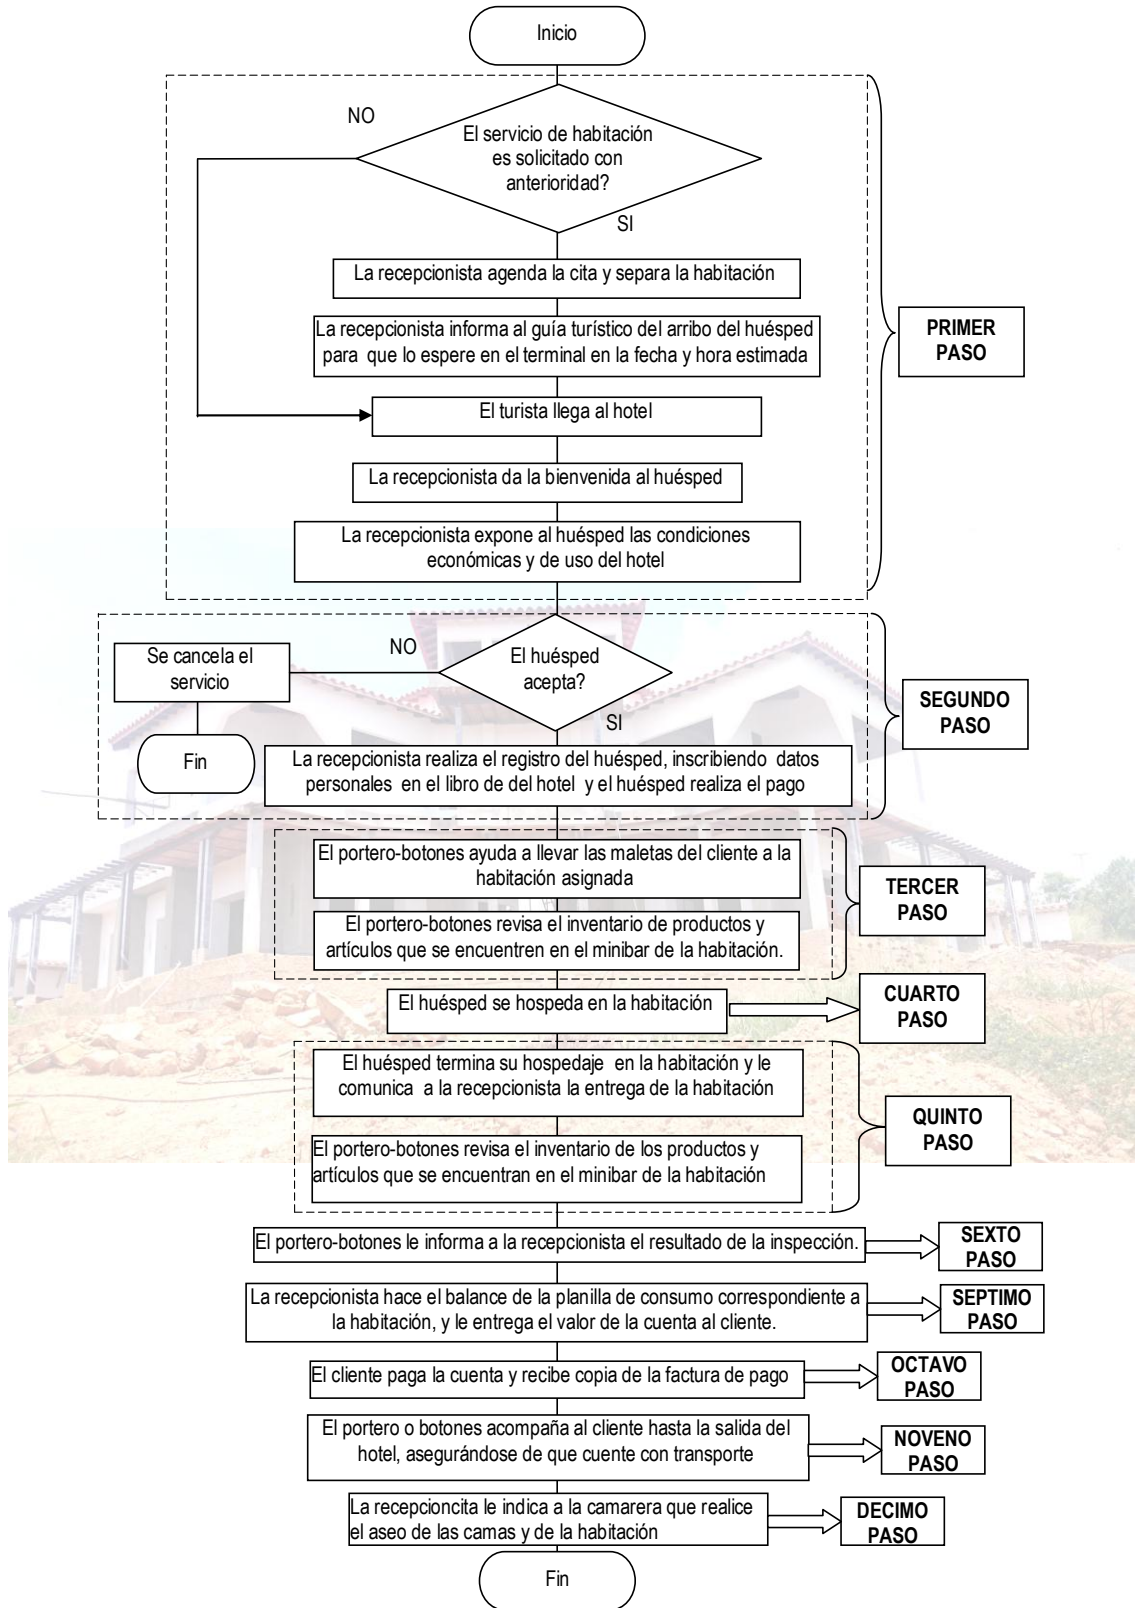 Inicio
NO
El servicio de habitación
es solicitado con
anterioridad?
SI
La recepcionista agenda la cita y separa la habitación
La recepcionista informa al guía turístico del arribo del huésped
para que lo espere en el terminal en la fecha y hora estimada
PRIMER
PASO
El turista llega al hotel
La recepcionista da la bienvenida al huésped
La recepcionista expone al huésped las condiciones
económicas y de uso del hotel
NO
El huésped
acepta?
Se cancela el
servicio
SI
SEGUNDO
PASO
Fin
La recepcionista realiza el registro del huésped, inscribiendo datos
personales en el libro de del hotel y el huésped realiza el pago
El portero-botones ayuda a llevar las maletas del cliente a la
habitación asignada
TERCER
PASO
El portero-botones revisa el inventario de productos y
artículos que se encuentren en el minibar de la habitación.
El huésped se hospeda en la habitación
CUARTO
PASO
El huésped termina su hospedaje en la habitación y le
comunica a la recepcionista la entrega de la habitación
QUINTO
PASO
El portero-botones revisa el inventario de los productos y
artículos que se encuentran en el minibar de la habitación
El portero-botones le informa a la recepcionista el resultado de la inspección.
SEXTO
PASO
La recepcionista hace el balance de la planilla de consumo correspondiente a
la habitación, y le entrega el valor de la cuenta al cliente.
SEPTIMO
PASO
El cliente paga la cuenta y recibe copia de la factura de pago
OCTAVO
PASO
El portero o botones acompaña al cliente hasta la salida del
hotel, asegurándose de que cuente con transporte
NOVENO
PASO
La recepcioncita le indica a la camarera que realice
el aseo de las camas y de la habitación
DECIMO
PASO
Fin